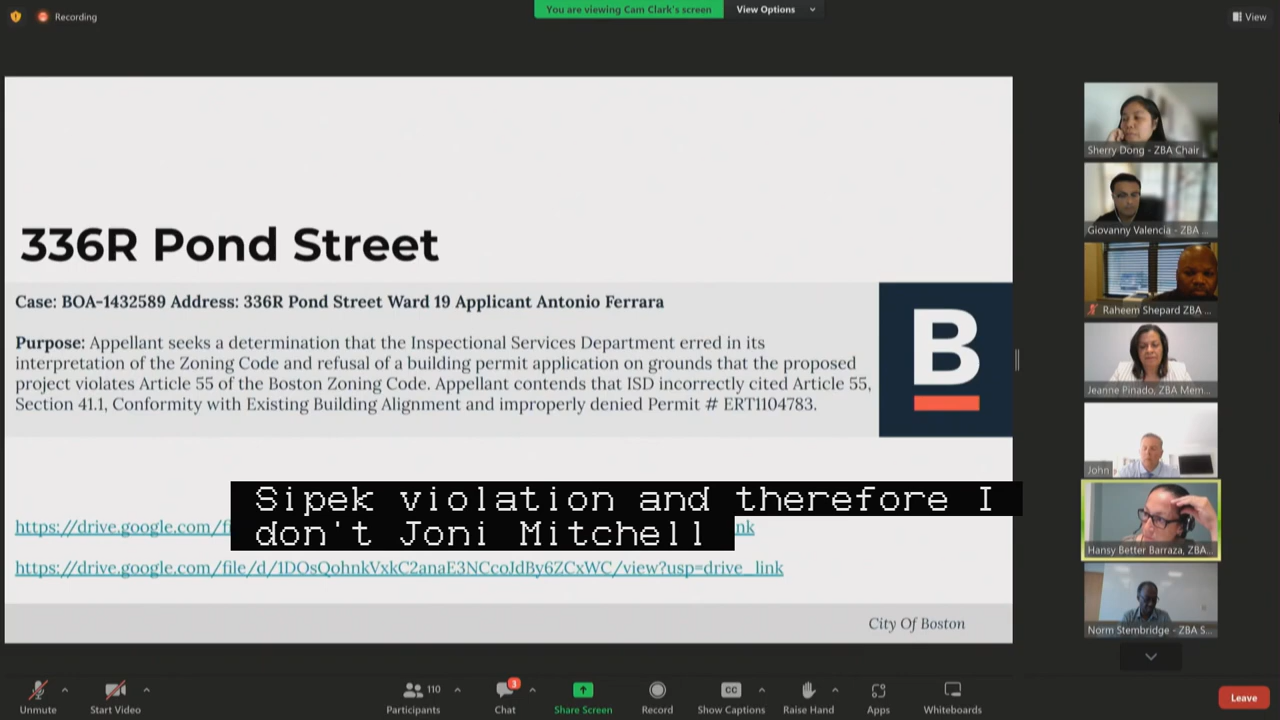 Recording
You are viewing Cam Clark's screen
View Options
View
336R Pond Street
Case: BOA-1432589 Address: 336R Pond Street Ward 19 Applicant Antonio Ferrara
Purpose: Appellant seeks a determination that the Inspectional Services Department erred in its
interpretation of the Zoning Code and refusal of a building permit application on grounds that the proposed
project violates Article 55 of the Boston Zoning Code. Appellant contends that ISD incorrectly cited Article 55,
Section 41.1, Conformity with Existing Building Alignment and improperly denied Permit # ERT1104783.
B
Sipek violation and therefore I
don't Joni Mitchell
https://drive.google.com/fi
nk
https://drive.google.com/file/d/1DOsQohnkVxkC2anaE3NCcoJdBy6ZCxWC/view?usp=drive_link
City Of Boston
Sherry Dong - ZBA Chair
Giovanny Valencia - ZBA ...
Raheem Shepard ZBA ...
Jeanne Pinado, ZBA Mem...
John
Hansy Better Barraza, ZBA...
Norm Stembridge - ZBA S...
Unmute
Start Video
110
Participants
3
Chat
Share Screen
Record
CC
Show Captions
Raise Hand
Apps
Whiteboards
Leave